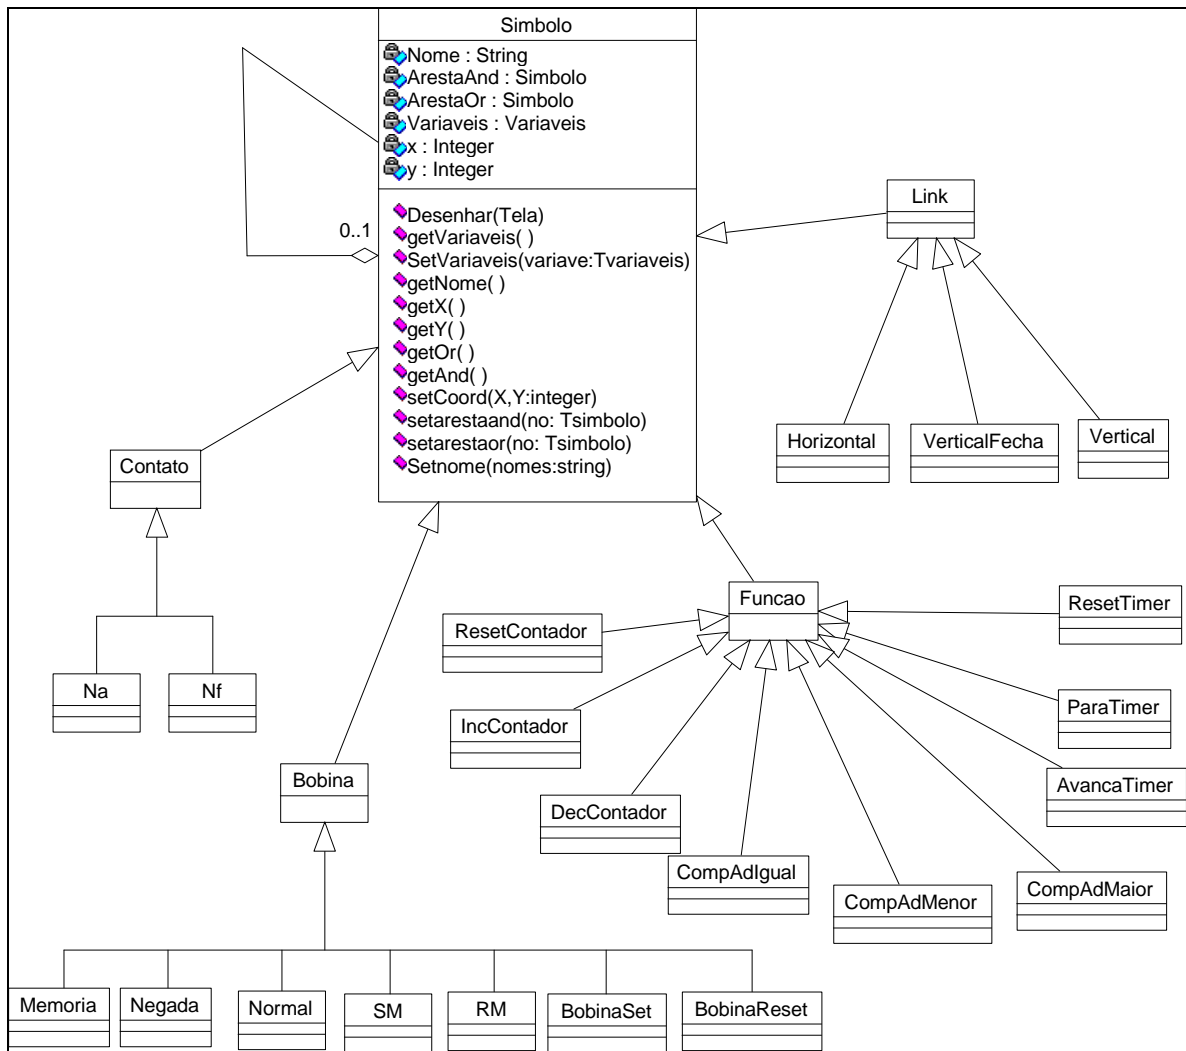 Simbolo
Nome : String
ArestaAnd : Simbolo
ArestaOr : Simbolo
Variaveis : Variaveis
x : Integer
y : Integer
Desenhar(Tela)
getVariaveis( )
SetVariaveis(variave:Tvariaveis)
getNome( )
getX( )
getY( )
getOr( )
getAnd( )
setCoord(X,Y:integer)
setarestaand(no: Tsimbolo)
setarestaor(no: Tsimbolo)
Setnome(nomes:string)
0..1
Link
Horizontal
VerticalFecha
Vertical
Contato
Na
Nf
Funcao
ResetContador
IncContador
DecContador
CompAdIgual
CompAdMenor
CompAdMaior
AvancaTimer
ParaTimer
ResetTimer
Bobina
Memoria
Negada
Normal
SM
RM
BobinaSet
BobinaReset